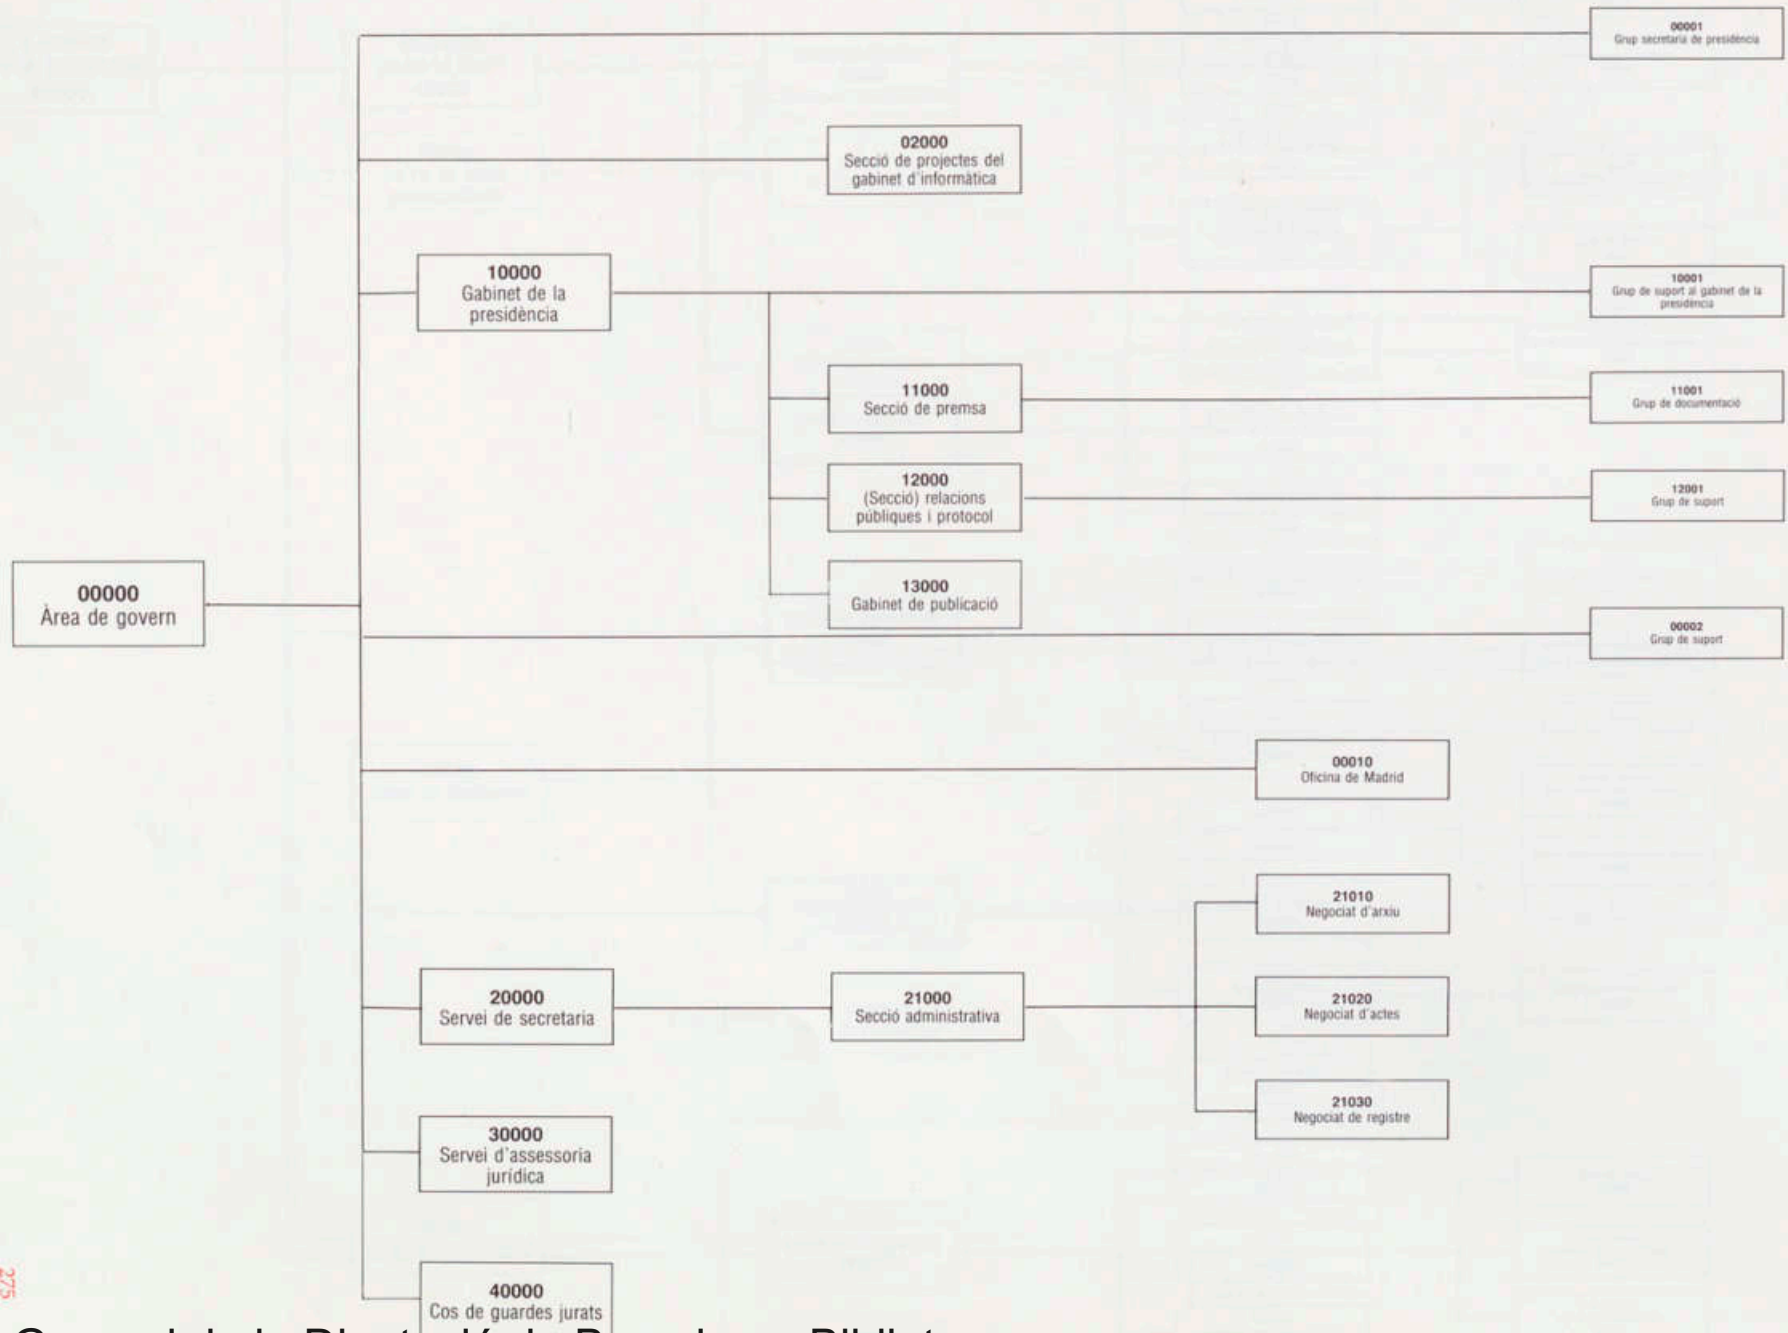 00001
Grup secretaria de presidència
02000
Secció de projectes del
gabinet d'informàtica
10000
Gabinet de la
presidència
10001
Grup de suport al gabinet de la
presidència
11000
Secció de premsa
11001
Grup de documentació
12000
(Secció) relacions
públiques i protocol
12001
Grup de suport
13000
Gabinet de publicació
00000
Àrea de govern
00002
Grup de suport
00010
Oficina de Madrid
21010
Negociat d'arxiu
20000
Servei de secretaria
21000
Secció administrativa
21020
Negociat d'actes
21030
Negociat de registre
30000
Servei d'assessoria
jurídica
40000
Cos de guardes jurats
275